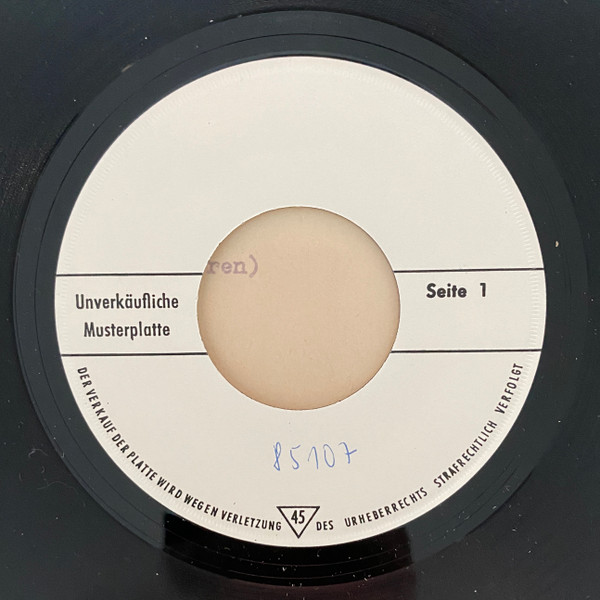 ren)
Unverkäufliche
Musterplatte
Seite 1
85107
DER VERKAUF DER PLATTE WIRD WEGEN VERLETZUNG 45 DES URHEBERRECHTS STRAFRECHTLICH VERFOLGT